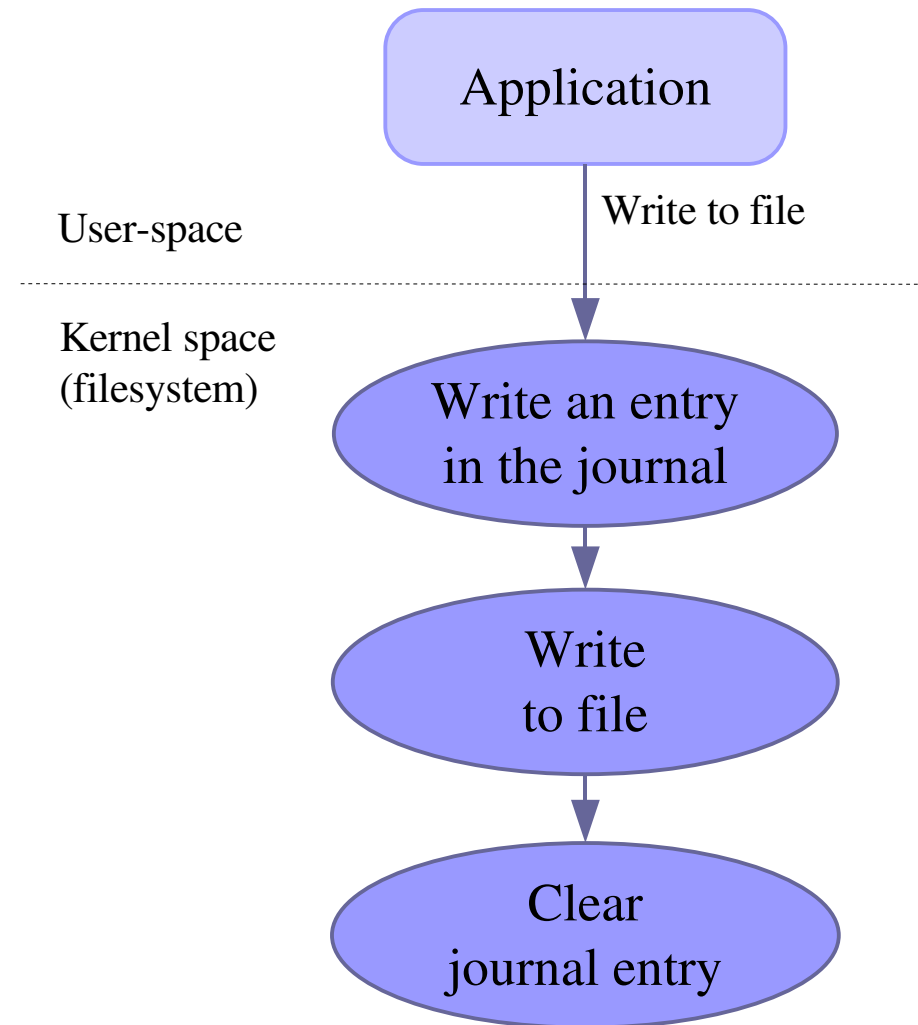 Application
Write to file
User-space
Kernel space
(filesystem)
Write an entry
in the journal
Write
to file
Clear
journal entry